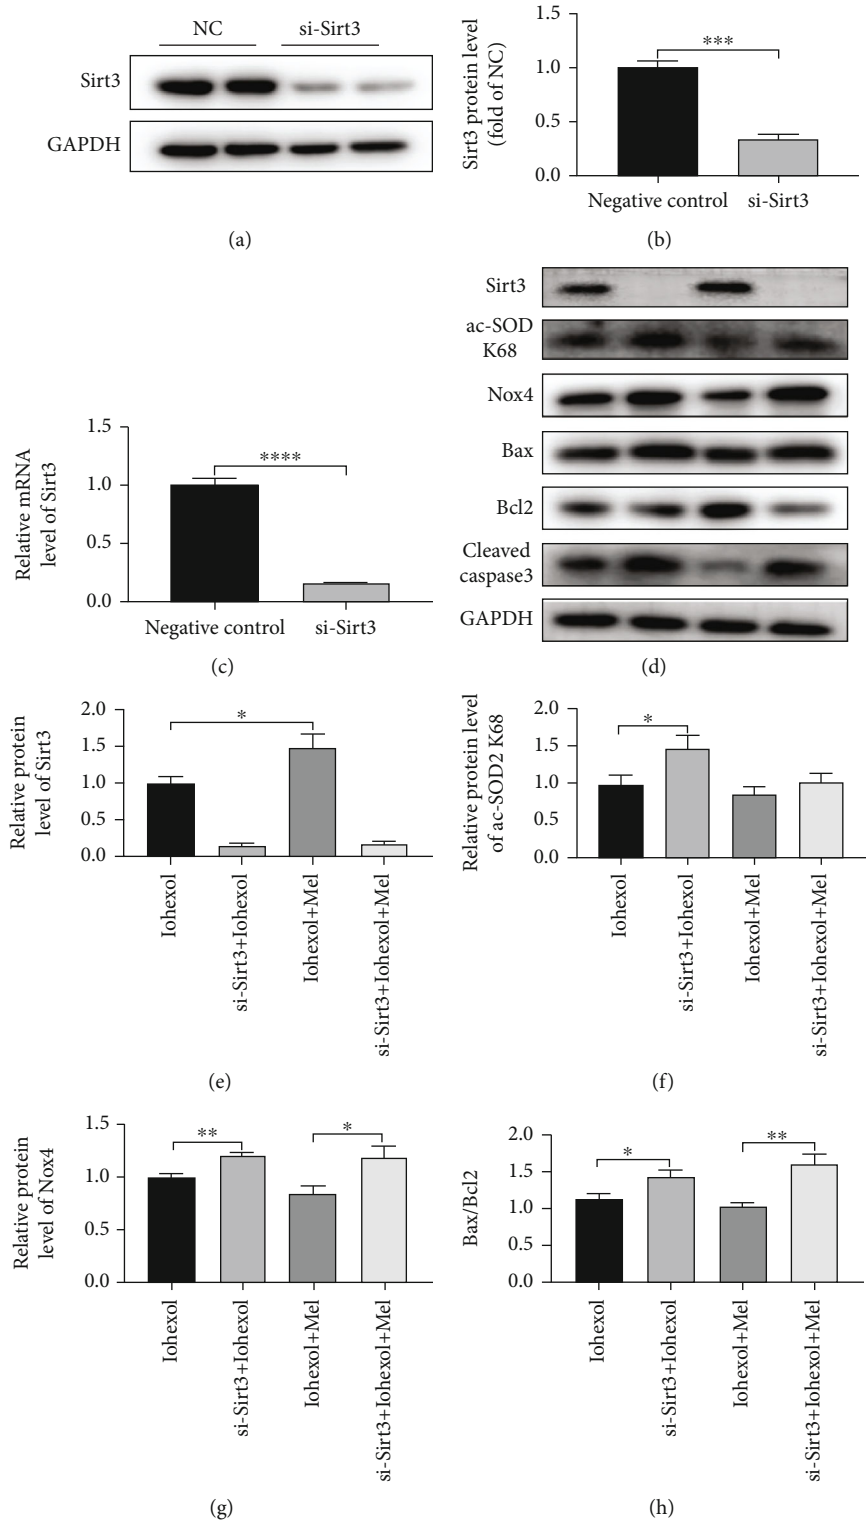 NC si-Sirt3
Sirt3
GAPDH
(a)
Sirt3 protein level
(fold of NC)
1.5
1.0
0.5
0.0
***
Negative control si-Sirt3
(b)
Relative mRNA
level of Sirt3
1.5
1.0
0.5
0.0
****
Negative control si-Sirt3
(c)
Sirt3
ac-SOD
K68
Nox4
Bax
Bcl2
Cleaved
caspase3
GAPDH
(d)
Relative protein
level of Sirt3
2.0
1.5
1.0
0.5
0.0
*
Iohexol
si-Sirt3+Iohexol
Iohexol+Mel
si-Sirt3+Iohexol+Mel
(e)
Relative protein level
of ac-SOD2 K68
2.0
1.5
1.0
0.5
0.0
*
Iohexol
si-Sirt3+Iohexol
Iohexol+Mel
si-Sirt3+Iohexol+Mel
(f)
Relative protein
level of Nox4
1.5
1.0
0.5
0.0
**
*
Iohexol
si-Sirt3+Iohexol
Iohexol+Mel
si-Sirt3+Iohexol+Mel
(g)
Bax/Bcl2
2.0
1.5
1.0
0.5
0.0
*
**
Iohexol
si-Sirt3+Iohexol
Iohexol+Mel
si-Sirt3+Iohexol+Mel
(h)